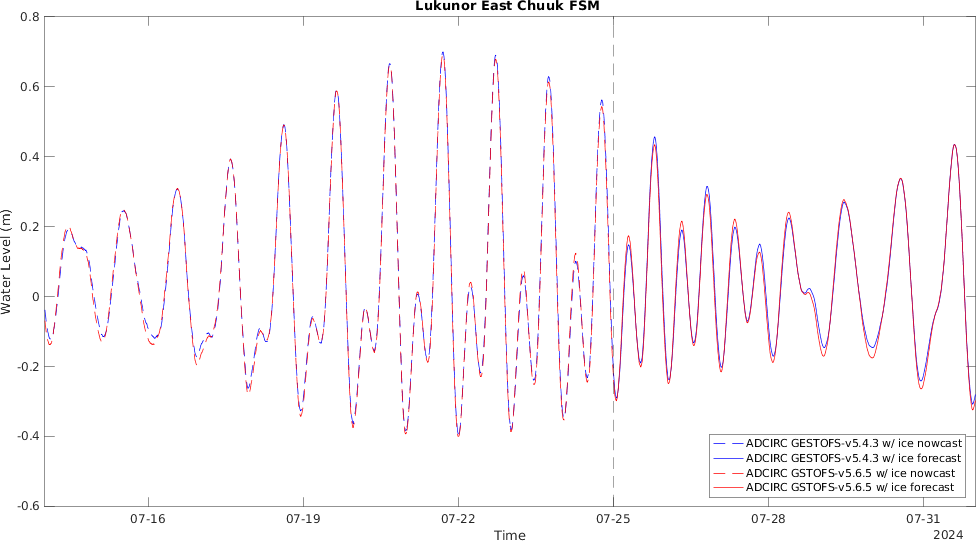 Lukunor East Chuuk FSM
0.8
0.6
0.4
0.2
0
-0.2
-0.4
-0.6
Water Level (m)
ADCIRC GESTOFS-v5.4.3 w/ ice nowcast
ADCIRC GESTOFS-v5.4.3 w/ ice forecast
ADCIRC GSTOFS-v5.6.5 w/ ice nowcast
ADCIRC GSTOFS-v5.6.5 w/ ice forecast
07-16 07-19 07-22 07-25 07-28 07-31
Time 2024